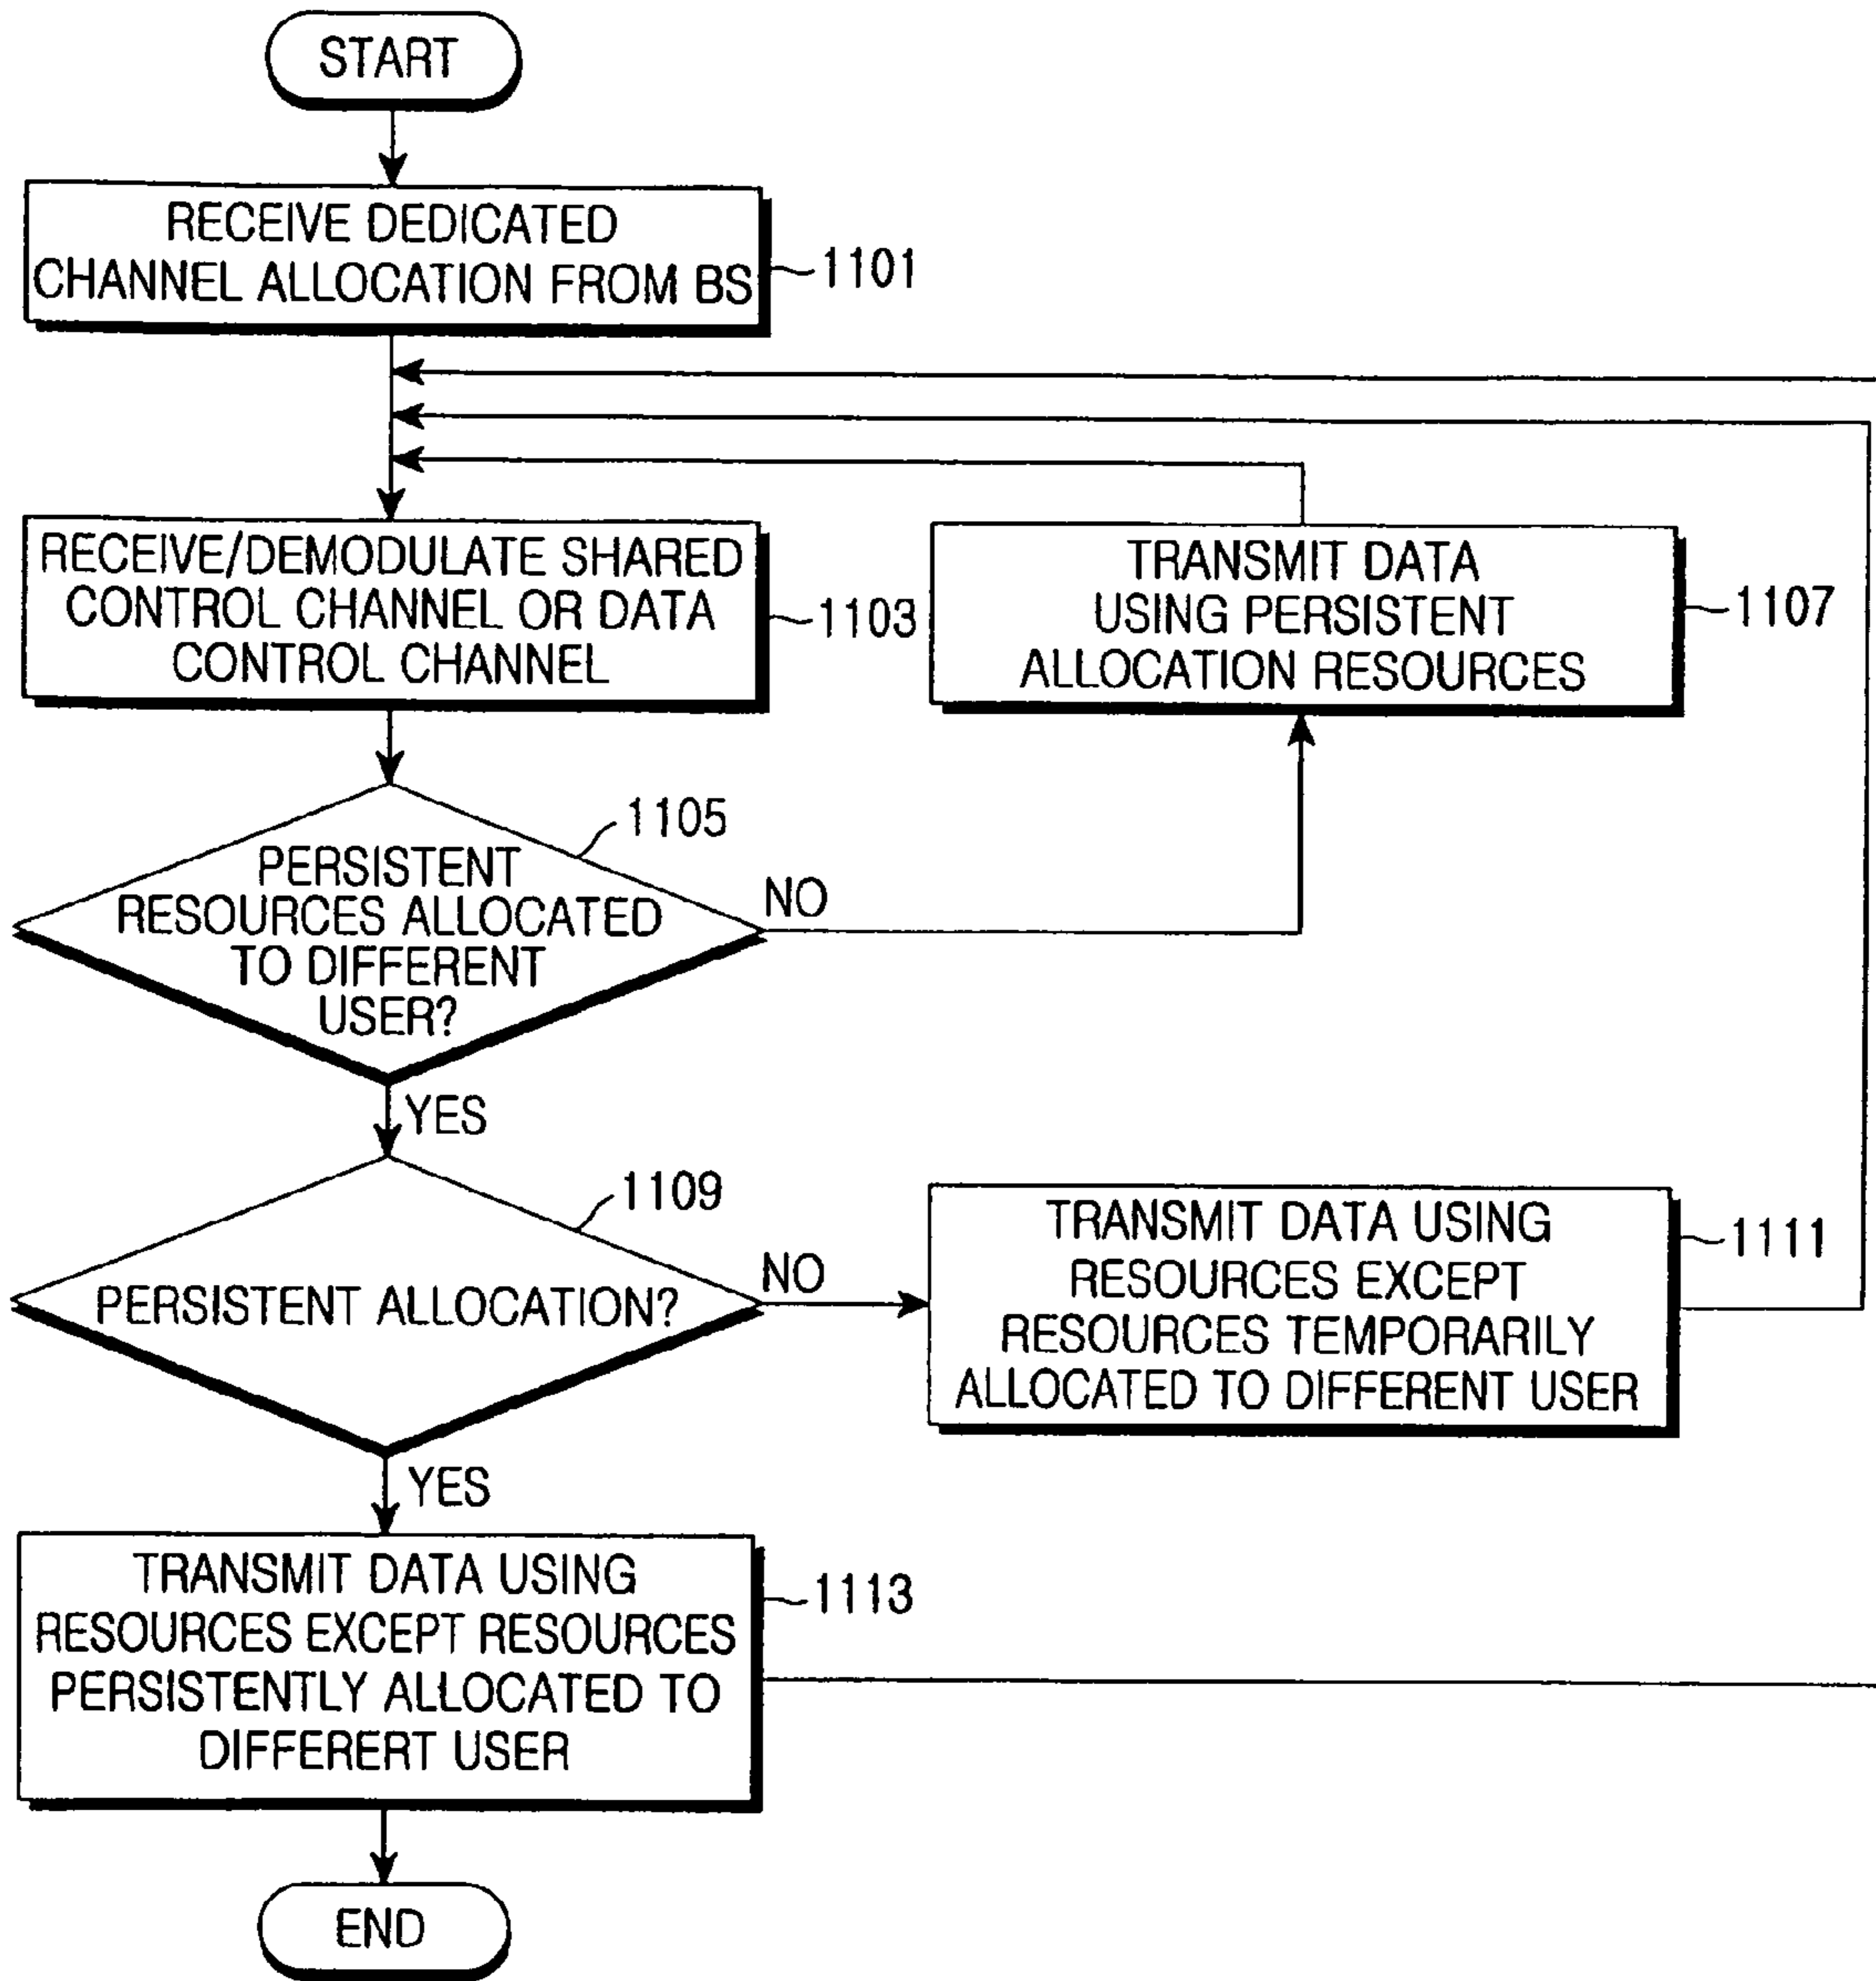 START
RECEIVE DEDICATED
CHANNEL ALLOCATION FROM BS
1101
RECEIVE/DEMODULATE SHARED
CONTROL CHANNEL OR DATA
CONTROL CHANNEL
1103
TRANSMIT DATA
USING PERSISTENT
ALLOCATION RESOURCES
1107
1105
PERSISTENT
RESOURCES ALLOCATED
TO DIFFERENT
USER?
NO
YES
1109
PERSISTENT ALLOCATION?
NO
TRANSMIT DATA USING
RESOURCES EXCEPT
RESOURCES TEMPORARILY
ALLOCATED TO DIFFERENT USER
1111
YES
TRANSMIT DATA USING
RESOURCES EXCEPT RESOURCES
PERSISTENTLY ALLOCATED TO
DIFFERERT USER
1113
END